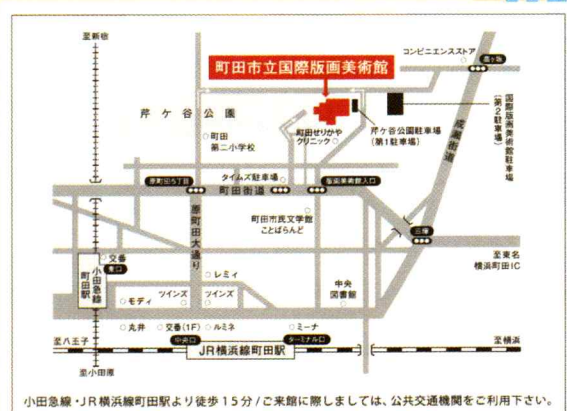 至新宿
コンビニエンスストア
町田市立国際版画美術館
芹ケ谷公園
町田
第二小学校
町田せりがや
クリニック
芹ケ谷公園駐車場
(第1駐車場)
国際版画美術館駐車場
(第2駐車場)
成瀬街道
タイムズ駐車場
原町田5丁目
町田街道
版画美術館入口
原町田大通り
町田市民文学館
ことばらんど
三塚
至東名
横浜町田IC
交番
東口
小田急線
町田駅
レミィ
モディ
ツインズ
ツインズ
中央
図書館
丸井
交番(1F)
ルミネ
ミーナ
至八王子
中央口
ターミナル口
至横浜
JR横浜線町田駅
至小田原
小田急線・JR横浜線町田駅より徒歩15分/ご来館に際しましては、公共交通機関をご利用下さい。